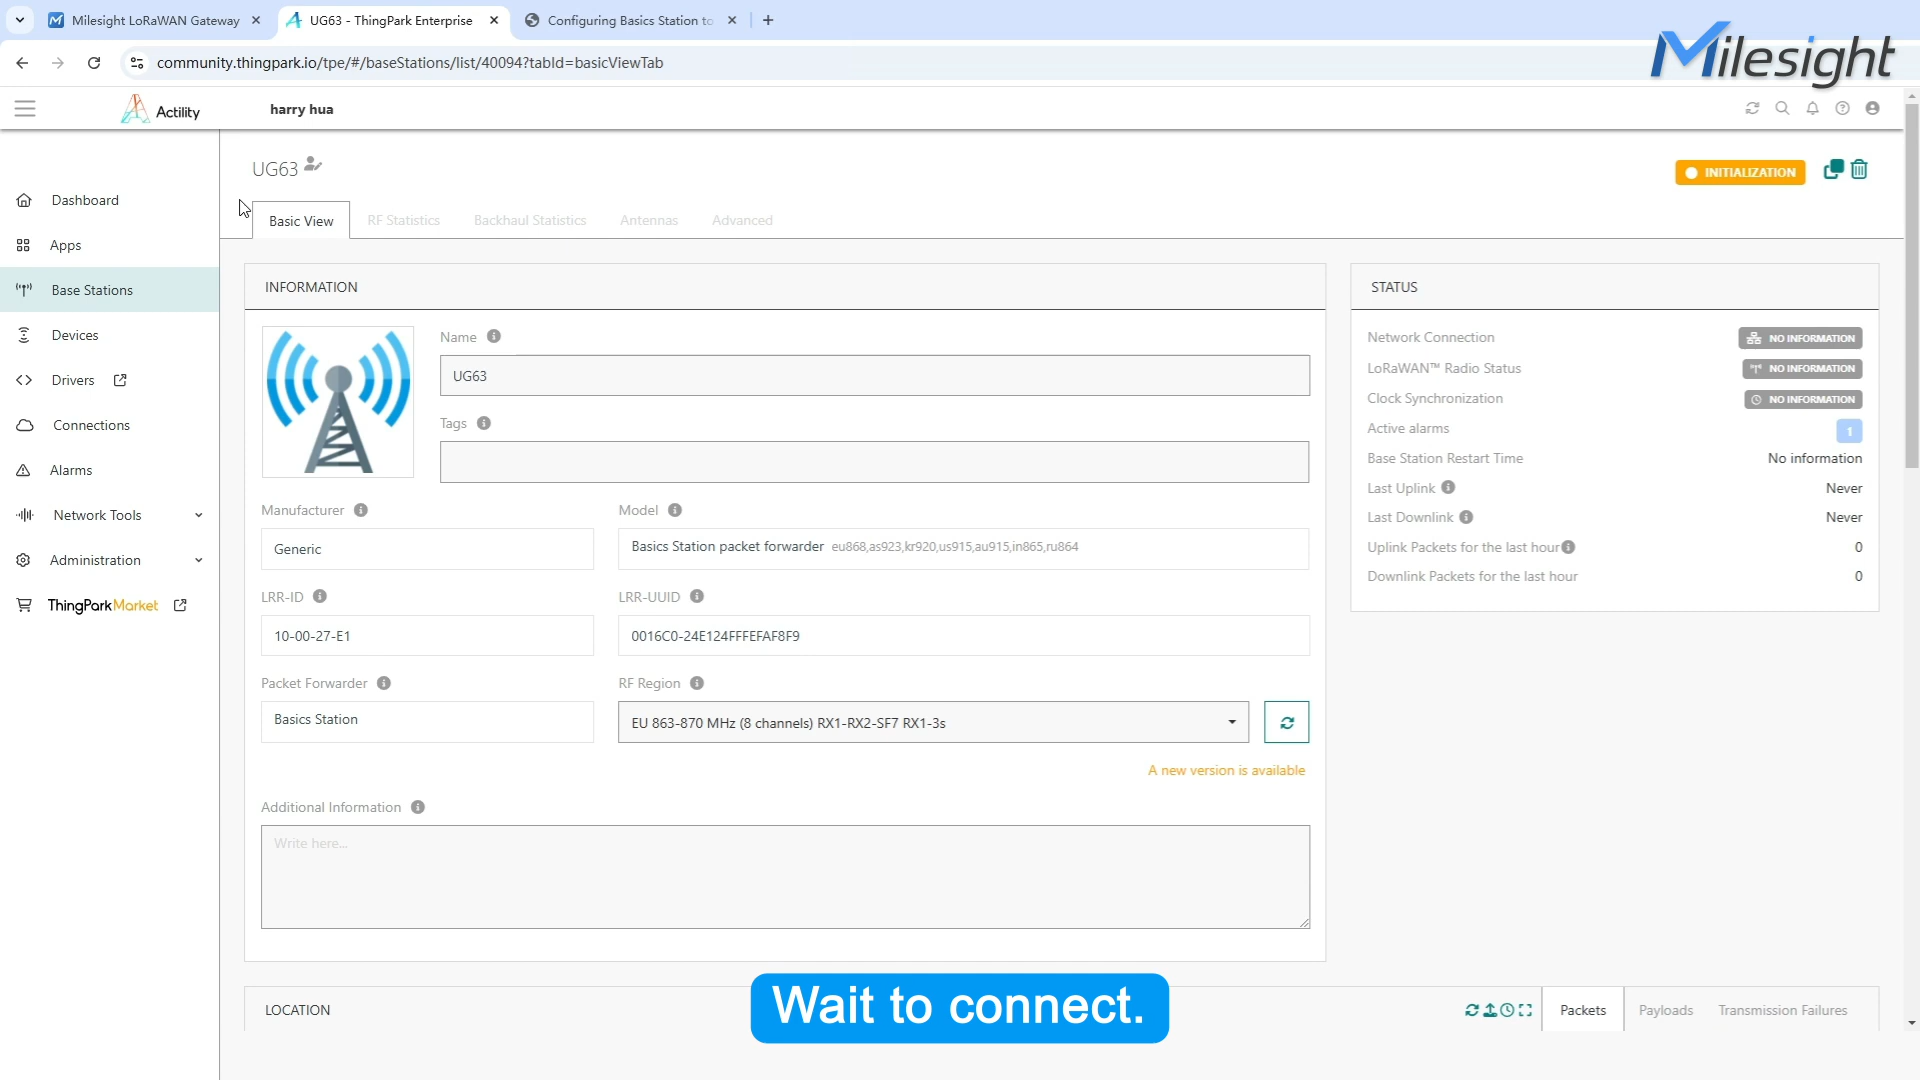 Milesight LoRaWAN Gateway
UG63 - ThingPark Enterprise
Configuring Basics Station to
community.thingpark.io/tpe/#/baseStations/list/40094?tabId=basicViewTab
Milesight
Actility
harry hua
UG63
INITIALIZATION
Dashboard
Apps
Base Stations
Devices
Drivers
Connections
Alarms
Network Tools
Administration
ThingParkMarket
Basic View
RF Statistics
Backhaul Statistics
Antennas
Advanced
INFORMATION
Name
UG63
Tags
Manufacturer
Generic
Model
Basics Station packet forwarder eu868,as923,kr920,us915,au915,in865,ru864
LRR-ID
10-00-27-E1
LRR-UUID
0016C0-24E124FFFEFAF8F9
Packet Forwarder
Basics Station
RF Region
EU 863-870 MHz (8 channels) RX1-RX2-SF7 RX1-3s
A new version is available
Additional Information
Write here...
STATUS
Network Connection NO INFORMATION
LoRaWAN™ Radio Status NO INFORMATION
Clock Synchronization NO INFORMATION
Active alarms 1
Base Station Restart Time No information
Last Uplink Never
Last Downlink Never
Uplink Packets for the last hour 0
Downlink Packets for the last hour 0
LOCATION
Packets
Payloads
Transmission Failures
Wait to connect.